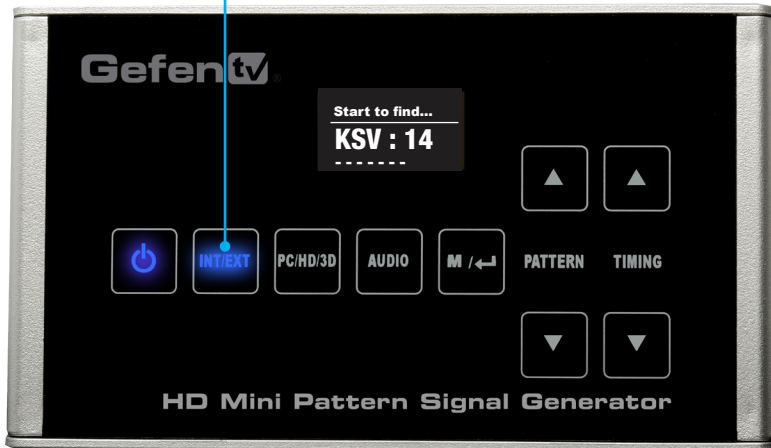 Gefen tv®
Start to find...
KSV : 14
- - - - - - -
INT/EXT
PC/HD/3D
AUDIO
M /↵
PATTERN
TIMING
HD Mini Pattern Signal Generator